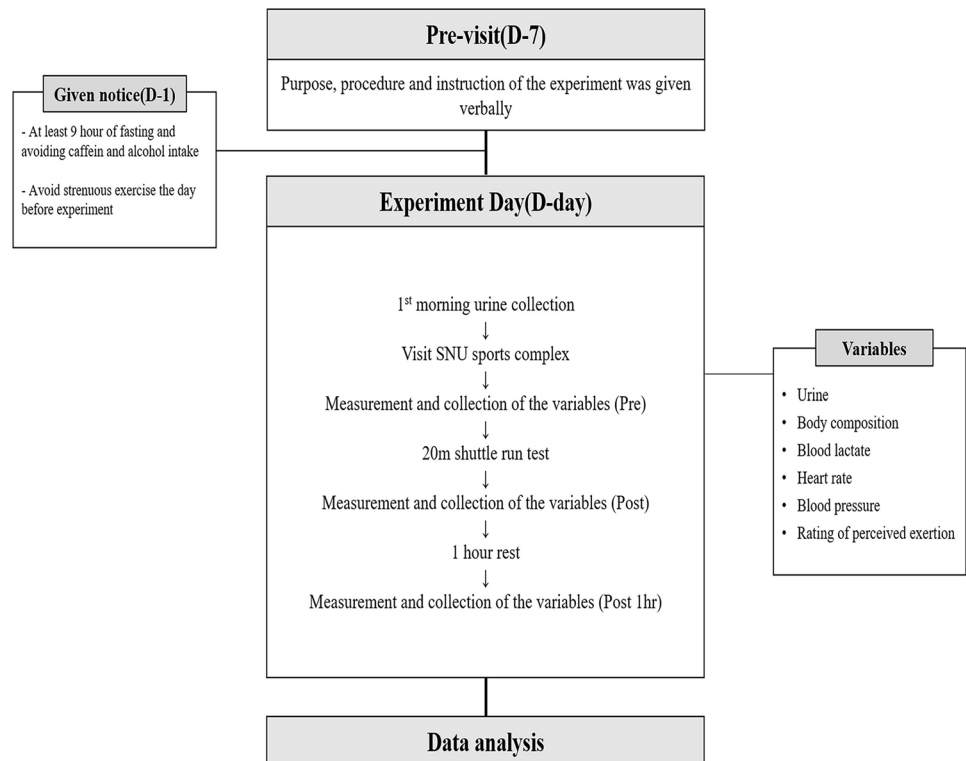 Pre-visit(D-7)
Purpose, procedure and instruction of the experiment was given
verbally
Given notice(D-1)
- At least 9 hour of fasting and
avoiding caffein and alcohol intake
- Avoid strenuous exercise the day
before experiment
Experiment Day(D-day)
1st morning urine collection
↓
Visit SNU sports complex
↓
Measurement and collection of the variables (Pre)
↓
20m shuttle run test
↓
Measurement and collection of the variables (Post)
↓
1 hour rest
↓
Measurement and collection of the variables (Post 1hr)
Variables
• Urine
• Body composition
• Blood lactate
• Heart rate
• Blood pressure
• Rating of perceived exertion
Data analysis